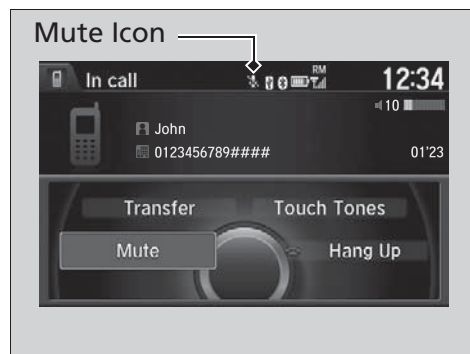 Mute Icon
In call
RM
12:34
10
John
0123456789####
01'23
Transfer
Touch Tones
Mute
Hang Up